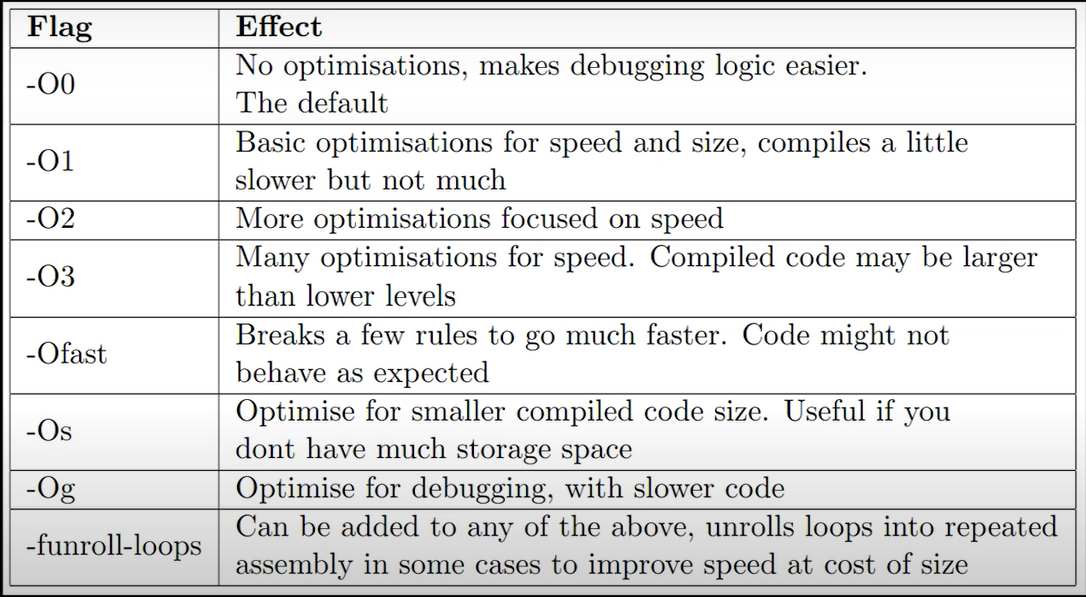 Flag Effect
-O0 No optimisations, makes debugging logic easier.
The default
-O1 Basic optimisations for speed and size, compiles a little
slower but not much
-O2 More optimisations focused on speed
-O3 Many optimisations for speed. Compiled code may be larger
than lower levels
-Ofast Breaks a few rules to go much faster. Code might not
behave as expected
-Os Optimise for smaller compiled code size. Useful if you
dont have much storage space
-Og Optimise for debugging, with slower code
-funroll-loops Can be added to any of the above, unrolls loops into repeated
assembly in some cases to improve speed at cost of size